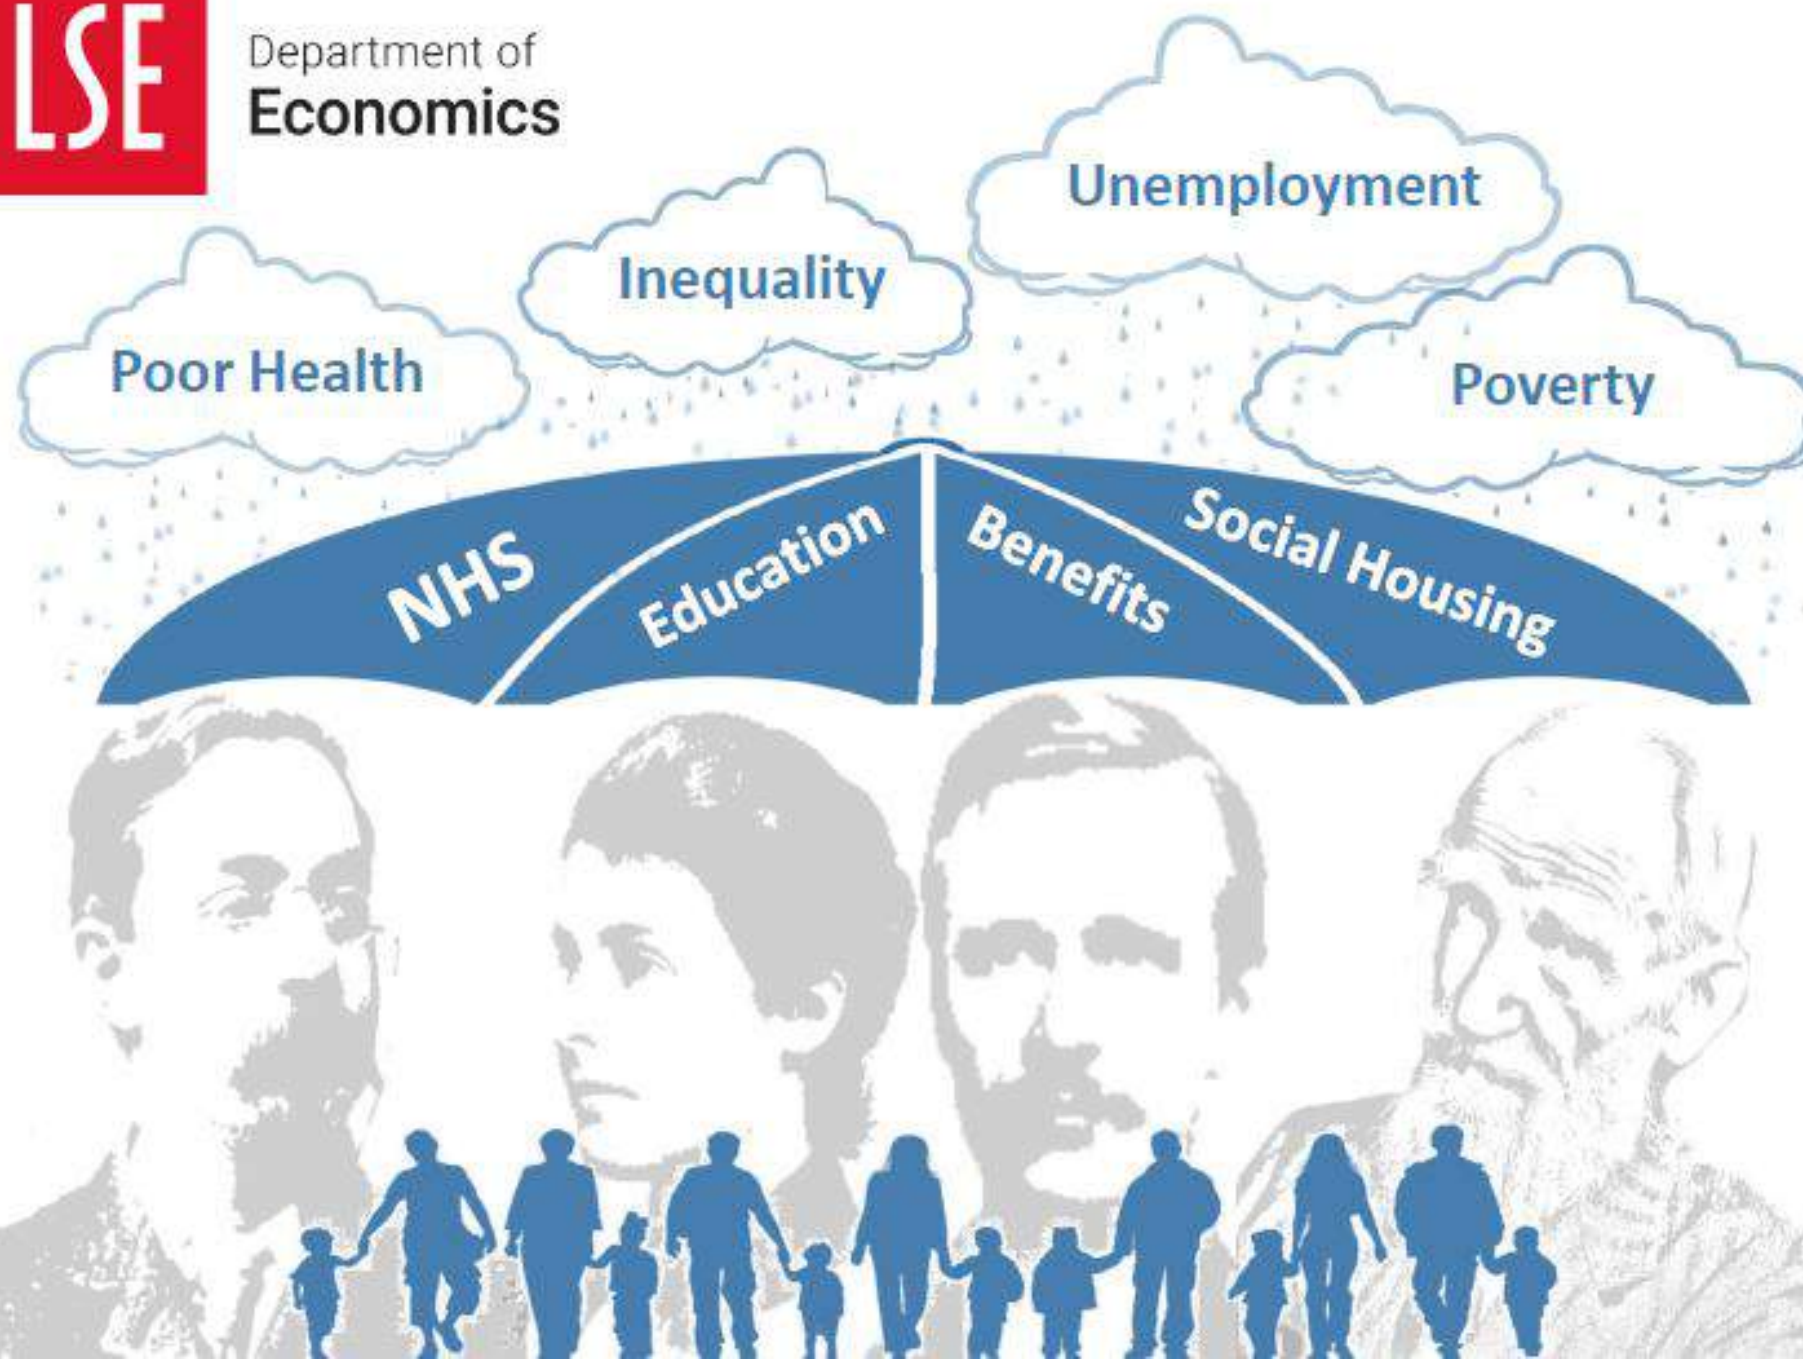 LSE
Department of
Economics
Unemployment
Inequality
Poor Health
Poverty
NHS
Education
Benefits
Social Housing